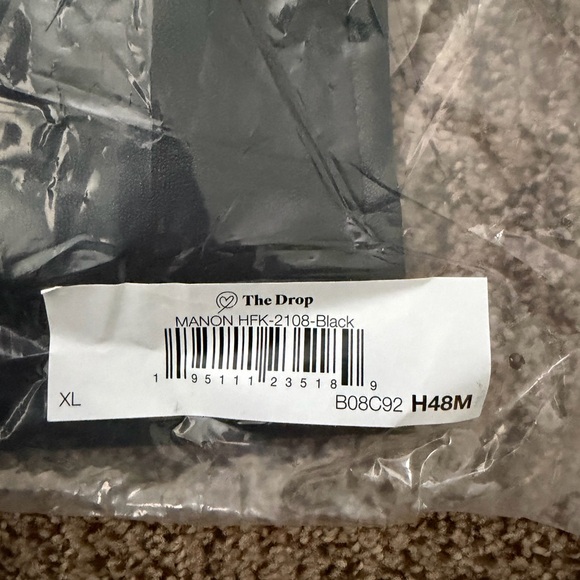 The Drop
MANON HFK-2108-Black
1 95111 23518 9
XL
B08C92 H48M